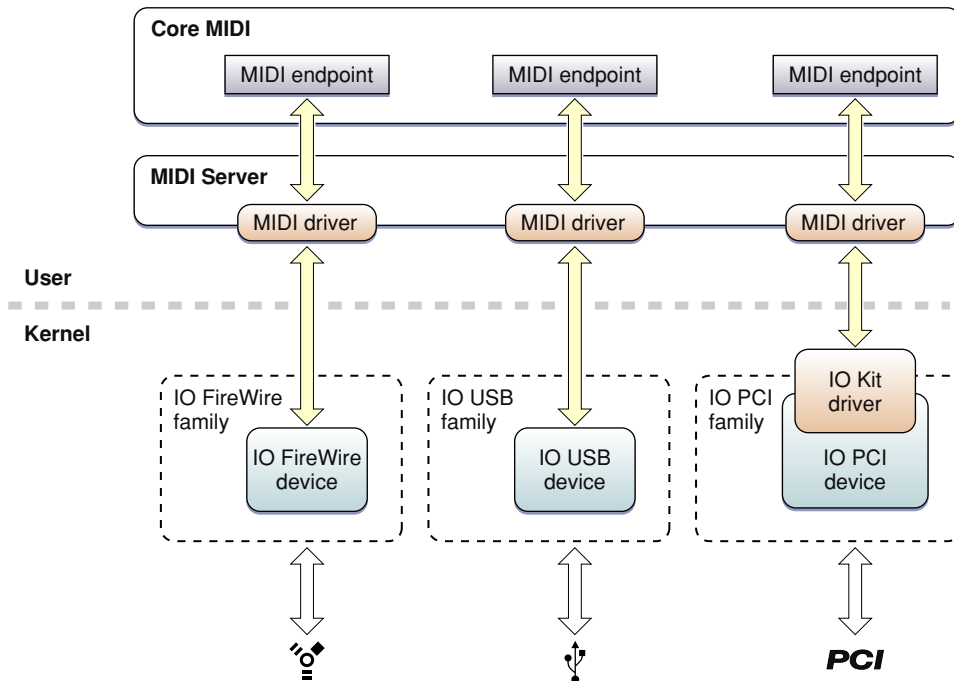 Core MIDI
MIDI endpoint
MIDI endpoint
MIDI endpoint
MIDI Server
MIDI driver
MIDI driver
MIDI driver
User
Kernel
IO FireWire
family
IO FireWire
device
IO USB
family
IO USB
device
IO PCI
family
IO Kit
driver
IO PCI
device
PCI